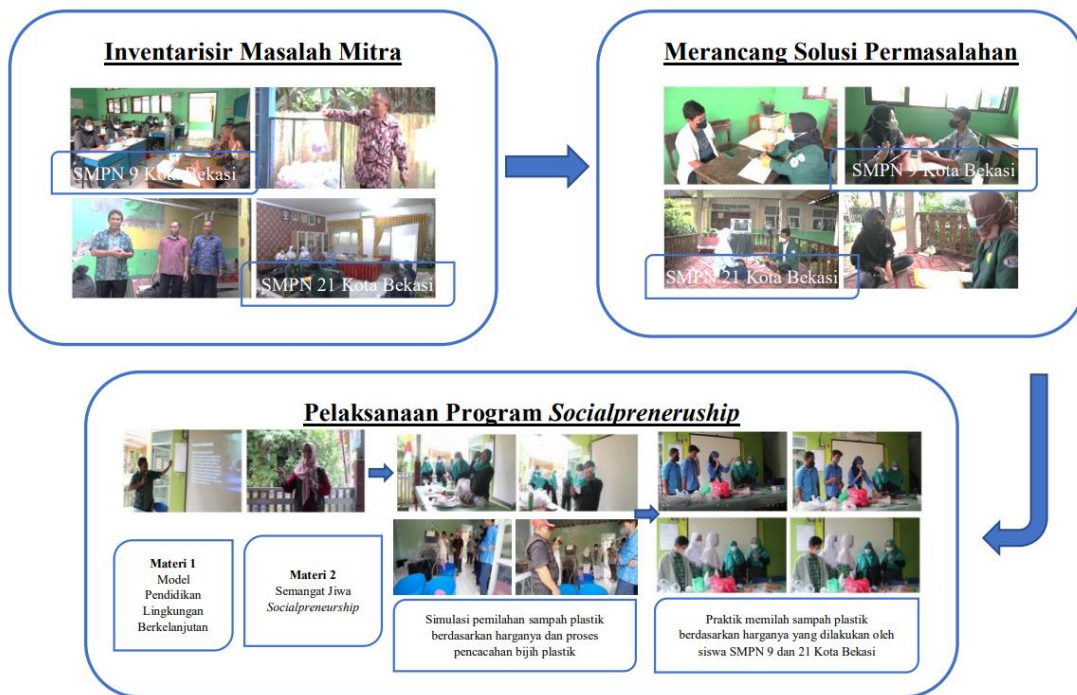 Inventarisir Masalah Mitra
SMPN 9 Kota Bekasi
SMPN 21 Kota Bekasi
Merancang Solusi Permasalahan
SMPN 9 Kota Bekasi
SMPN 21 Kota Bekasi
Pelaksanaan Program Socialpreneruship
Materi 1
Model
Pendidikan
Lingkungan
Berkelanjutan
Materi 2
Semangat Jiwa
Socialpreneurship
Simulasi pemilahan sampah plastik
berdasarkan harganya dan proses
pencacahan bijih plastik
Praktik memilah sampah plastik
berdasarkan harganya yang dilakukan oleh
siswa SMPN 9 dan 21 Kota Bekasi